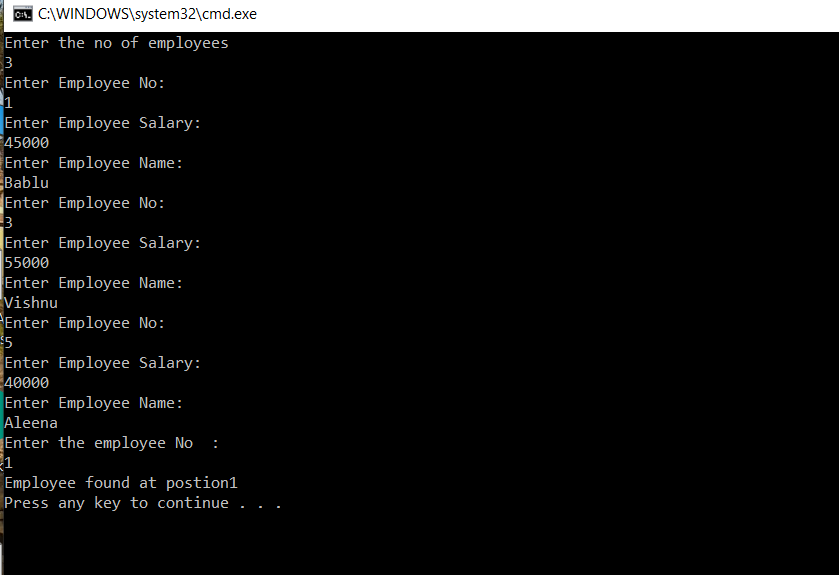 C:\WINDOWS\system32\cmd.exe
Enter the no of employees
3
Enter Employee No:
1
Enter Employee Salary:
45000
Enter Employee Name:
Bablu
Enter Employee No:
3
Enter Employee Salary:
55000
Enter Employee Name:
Vishnu
Enter Employee No:
5
Enter Employee Salary:
40000
Enter Employee Name:
Aleena
Enter the employee No  :
1
Employee found at postion1
Press any key to continue . . .